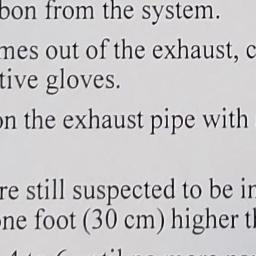 bon from the system.
mes out of the exhaust, c
tive gloves.
on the exhaust pipe with
re still suspected to be in
one foot (30 cm) higher th